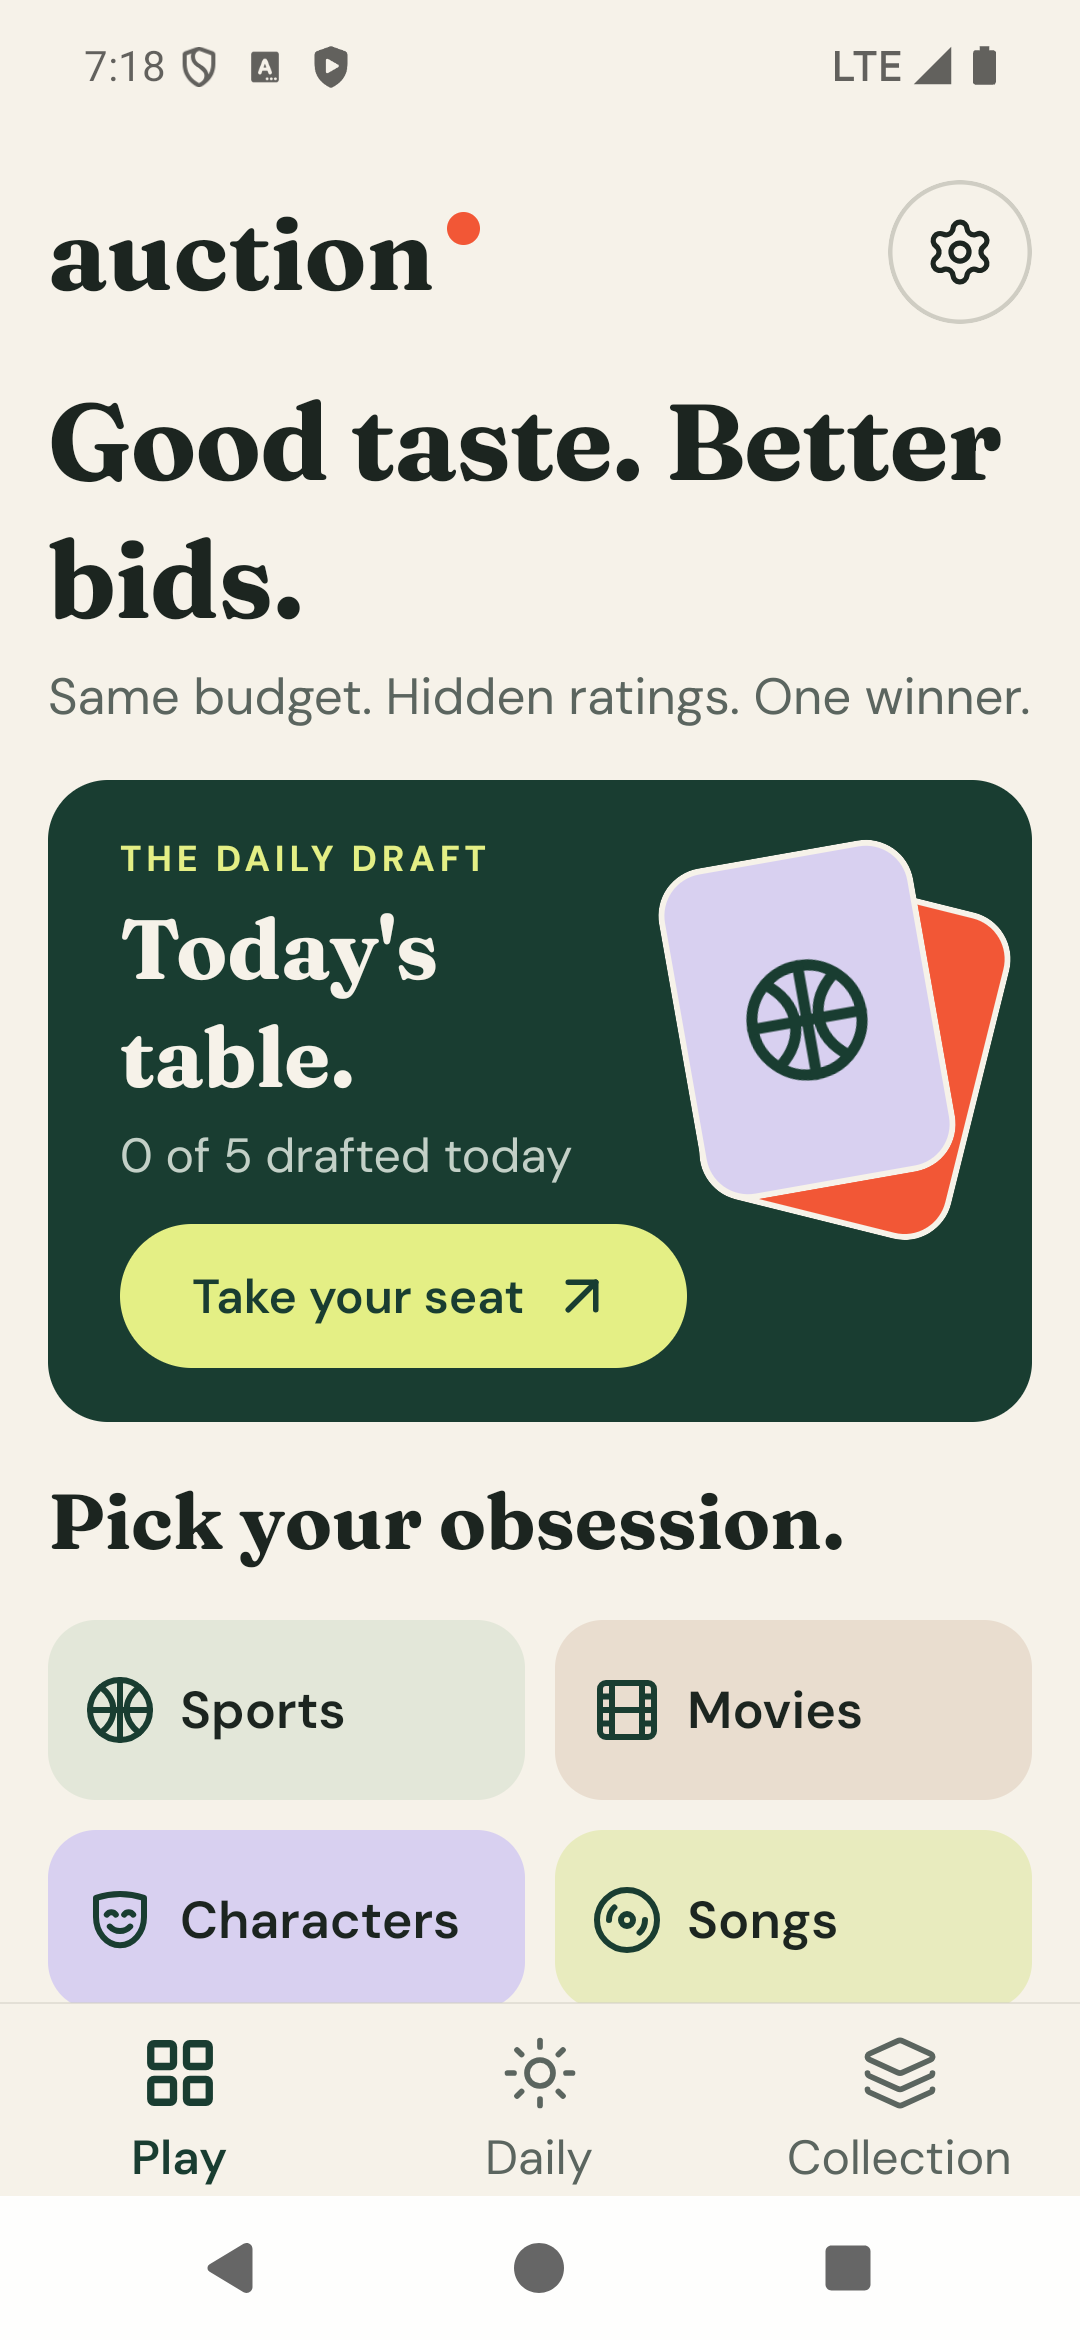 7:18
LTE
auction
Good taste. Better
bids.
Same budget. Hidden ratings. One winner.
THE DAILY DRAFT
Today's
table.
0 of 5 drafted today
Take your seat
Pick your obsession.
Sports
Movies
Characters
Songs
Play
Daily
Collection